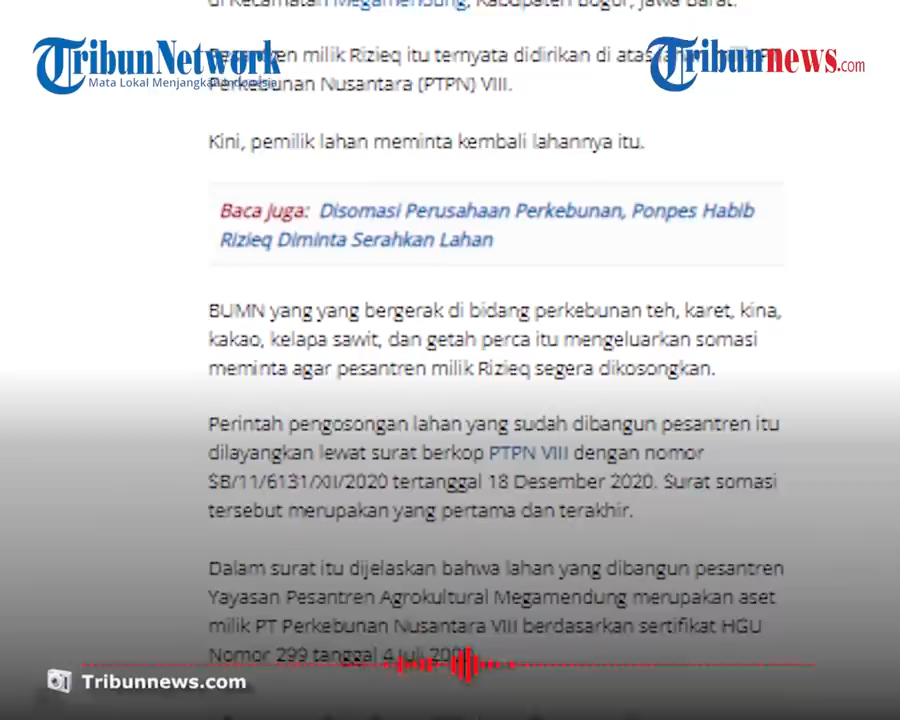 di Kecamatan Megamendung, Kabupaten Bogor, Jawa Barat.
TribunNetwork
Mata Lokal Menjangkau Indonesia
Tribunnews.com
Pesantren milik Rizieq itu ternyata didirikan di atas lahan
Perkebunan Nusantara (PTPN) VIII.
Kini, pemilik lahan meminta kembali lahannya itu.
Baca Juga: Disomasi Perusahaan Perkebunan, Ponpes Habib
Rizieq Diminta Serahkan Lahan
BUMN yang yang bergerak di bidang perkebunan teh, karet, kina,
kakao, kelapa sawit, dan getah perca itu mengeluarkan somasi
meminta agar pesantren milik Rizieq segera dikosongkan.
Perintah pengosongan lahan yang sudah dibangun pesantren itu
dilayangkan lewat surat berkop PTPN VIII dengan nomor
SB/11/6131/XII/2020 tertanggal 18 Desember 2020. Surat somasi
tersebut merupakan yang pertama dan terakhir.
Dalam surat itu dijelaskan bahwa lahan yang dibangun pesantren
Yayasan Pesantren Agrokultural Megamendung merupakan aset
milik PT Perkebunan Nusantara VIII berdasarkan sertifikat HGU
Nomor 299 tanggal 4 Juli
Tribunnews.com